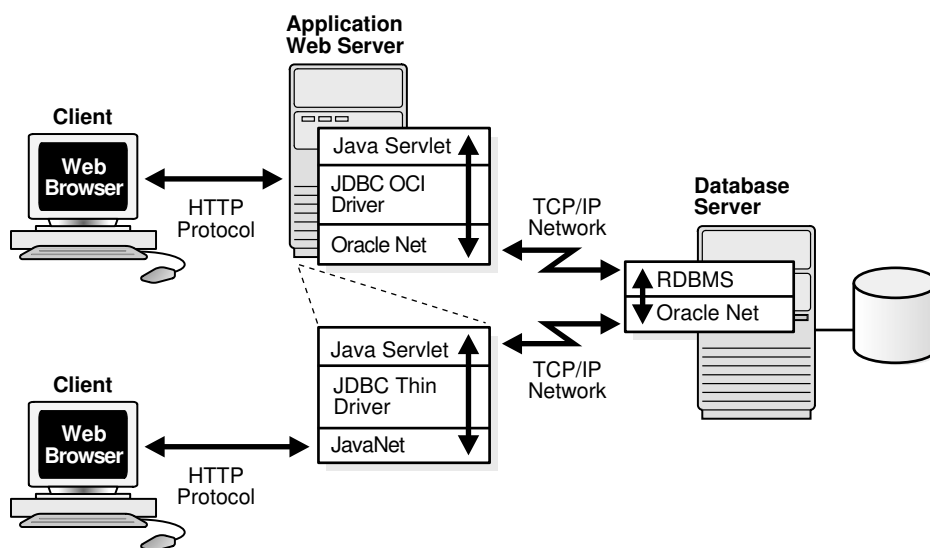 Application
Web Server
Client
Web
Browser
HTTP
Protocol
Java Servlet
JDBC OCI
Driver
Oracle Net
TCP/IP
Network
Database
Server
RDBMS
Oracle Net
Client
Web
Browser
HTTP
Protocol
Java Servlet
JDBC Thin
Driver
JavaNet
TCP/IP
Network